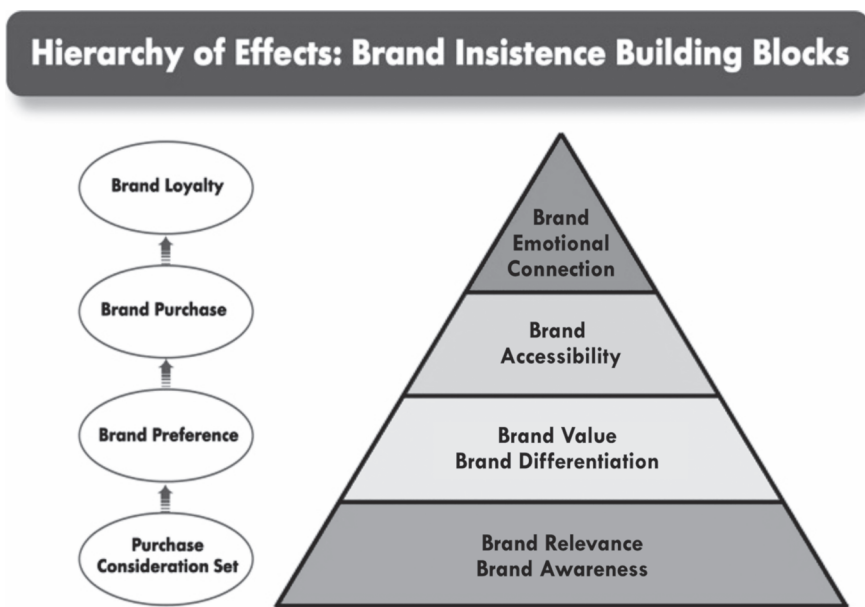 Hierarchy of Effects: Brand Insistence Building Blocks
Brand Loyalty
Brand Purchase
Brand Preference
Purchase
Consideration Set
Brand
Emotional
Connection
Brand
Accessibility
Brand Value
Brand Differentiation
Brand Relevance
Brand Awareness